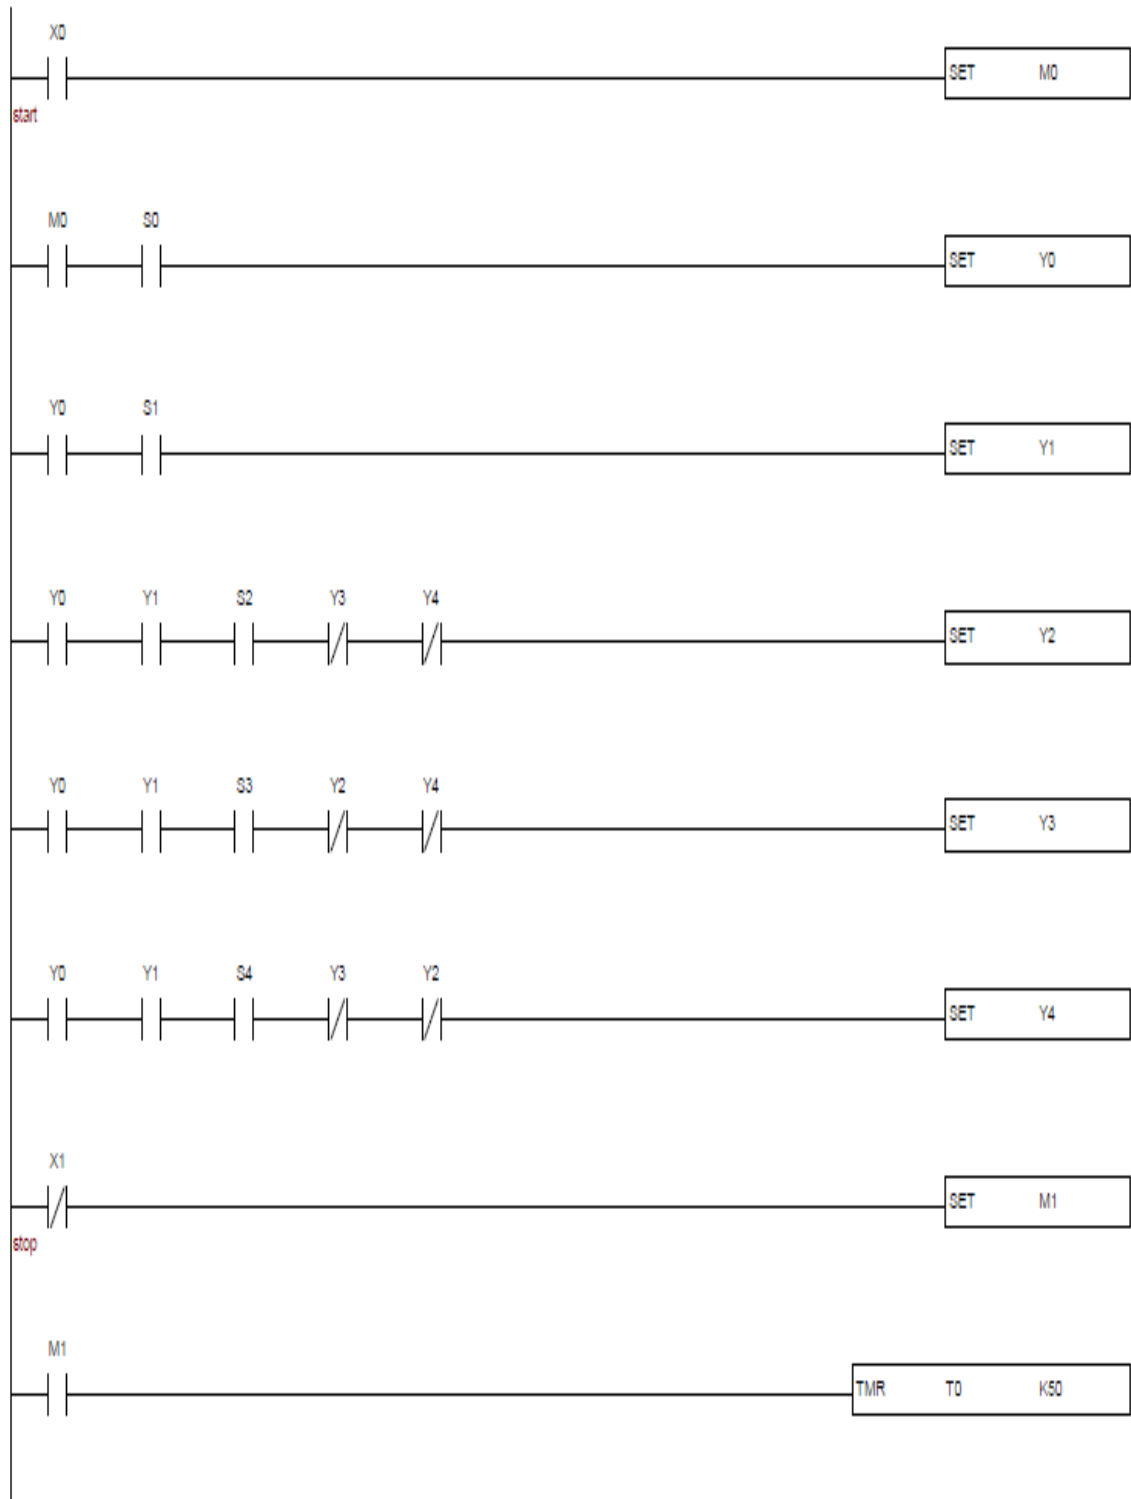 X0
SET M0
start
M0 S0
SET Y0
Y0 S1
SET Y1
Y0 Y1 S2 Y3 Y4
SET Y2
Y0 Y1 S3 Y2 Y4
SET Y3
Y0 Y1 S4 Y3 Y2
SET Y4
X1
SET M1
stop
M1
TMR T0 K50